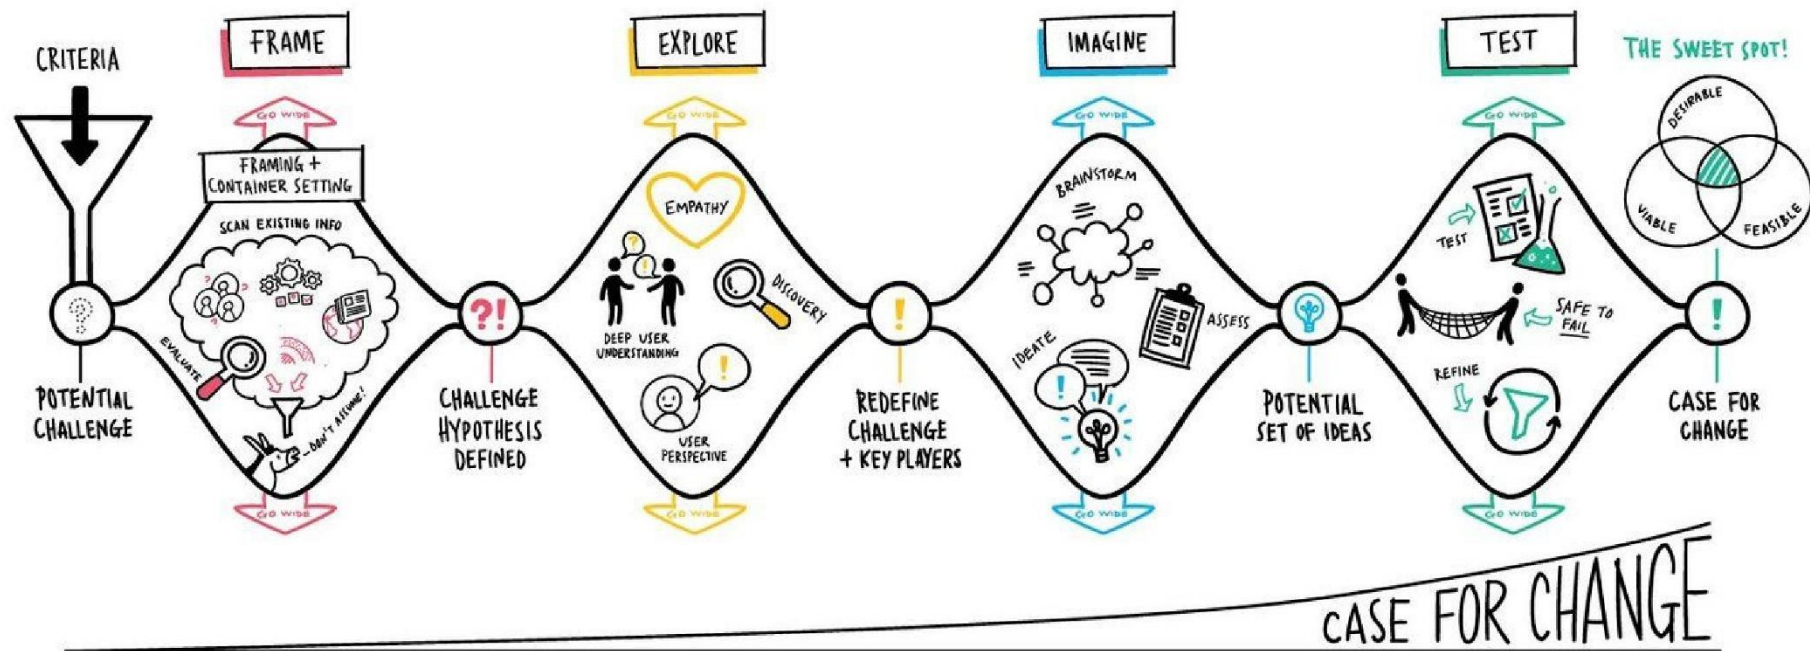 CRITERIA
POTENTIAL
CHALLENGE
FRAME
GO WIDE
FRAMING +
CONTAINER SETTING
SCAN EXISTING INFO
EVALUATE
DON'T ASSUME!
GO WIDE
?!
CHALLENGE
HYPOTHESIS
DEFINED
EXPLORE
GO WIDE
EMPATHY
DISCOVERY
DEEP USER
UNDERSTANDING
USER
PERSPECTIVE
GO WIDE
!
REDEFINE
CHALLENGE
+ KEY PLAYERS
IMAGINE
GO WIDE
BRAINSTORM
ASSESS
IDEATE
GO WIDE
POTENTIAL
SET OF IDEAS
TEST
GO WIDE
TEST
SAFE TO
FAIL
REFINE
GO WIDE
THE SWEET SPOT!
DESIRABLE
VIABLE
FEASIBLE
!
CASE FOR
CHANGE
CASE FOR CHANGE